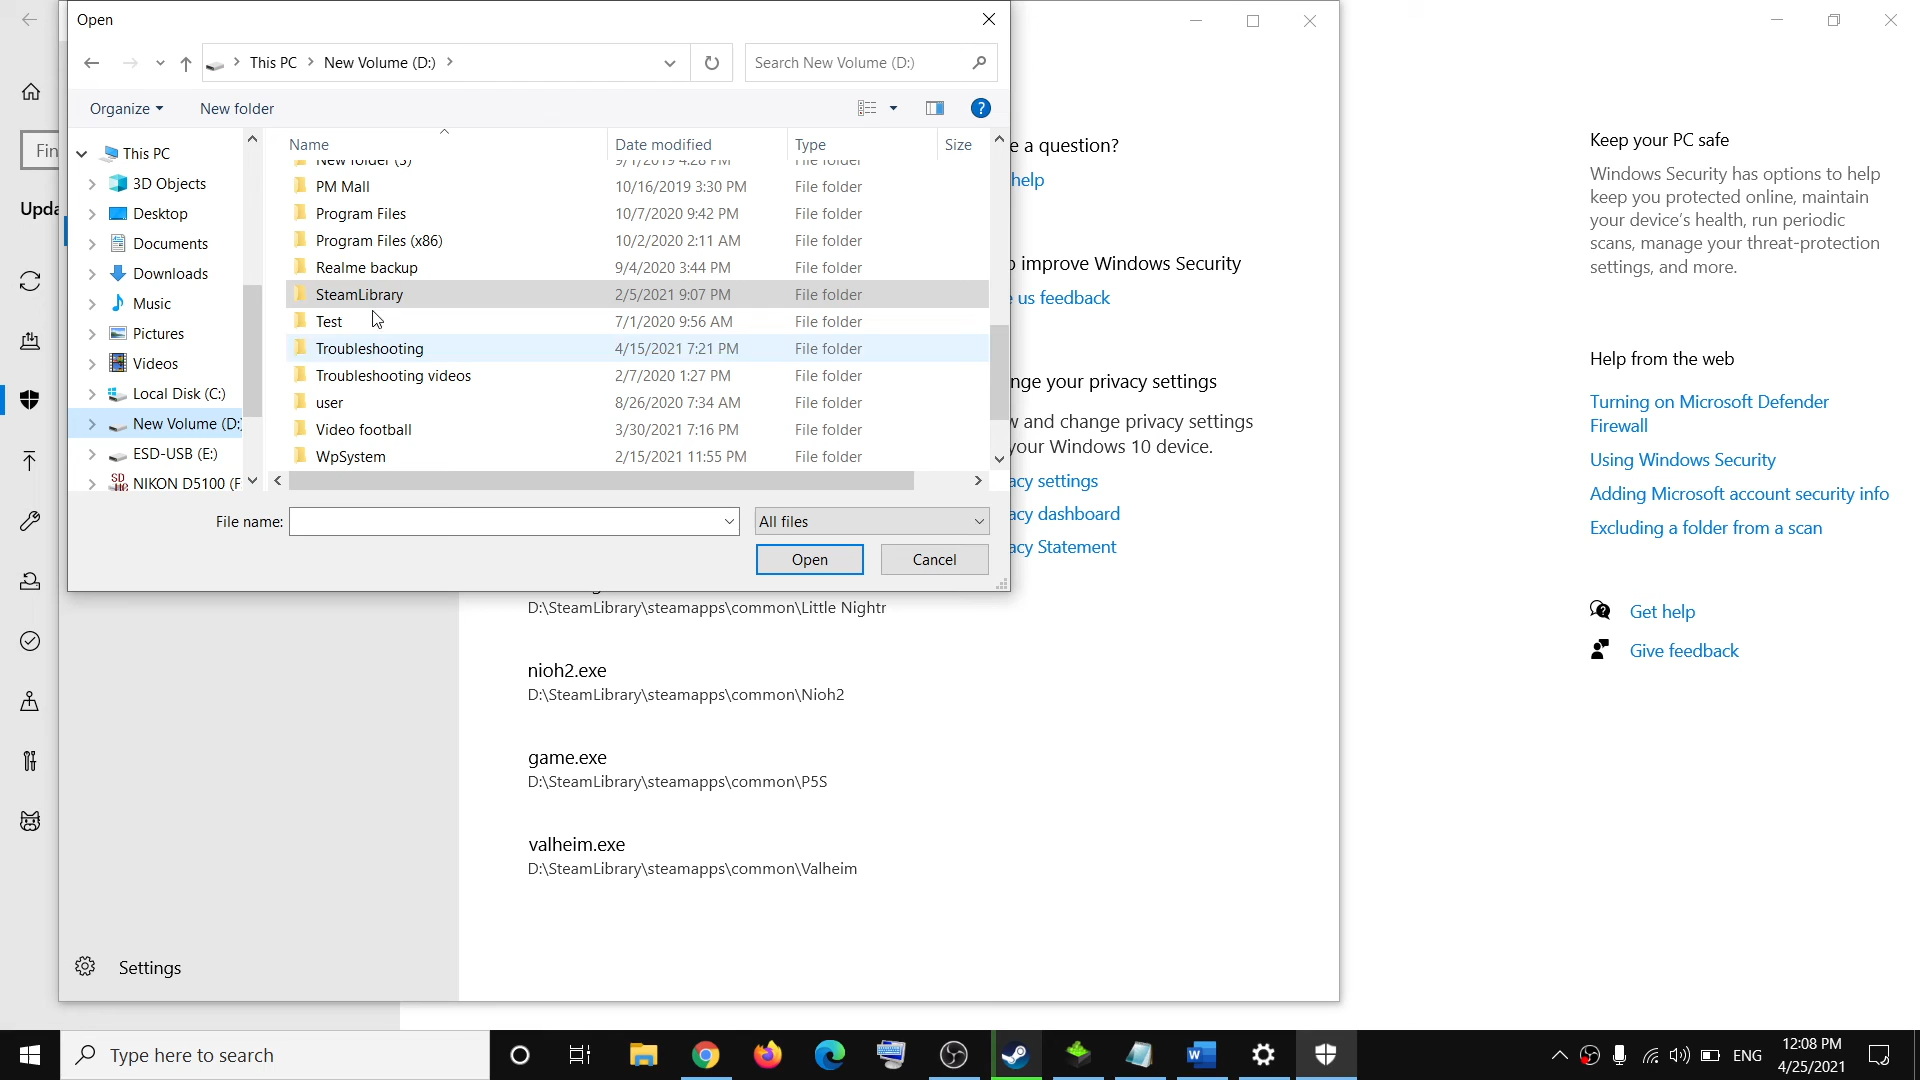 Open
This PC > New Volume (D:) >
Search New Volume (D:)
Organize
New folder
Name
Date modified
Type
Size
This PC
3D Objects
Desktop
Documents
Downloads
Music
Pictures
Videos
Local Disk (C:)
New Volume (D:
ESD-USB (E:)
NIKON D5100 (F
New folder (3) 9/1/2019 4:28 PM File folder
PM Mall 10/16/2019 3:30 PM File folder
Program Files 10/7/2020 9:42 PM File folder
Program Files (x86) 10/2/2020 2:11 AM File folder
Realme backup 9/4/2020 3:44 PM File folder
SteamLibrary 2/5/2021 9:07 PM File folder
Test 7/1/2020 9:56 AM File folder
Troubleshooting 4/15/2021 7:21 PM File folder
Troubleshooting videos 2/7/2020 1:27 PM File folder
user 8/26/2020 7:34 AM File folder
Video football 3/30/2021 7:16 PM File folder
WpSystem 2/15/2021 11:55 PM File folder
File name:
All files
Open
Cancel
Fin
Upda
e a question?
help
improve Windows Security
us feedback
nge your privacy settings
and change privacy settings
your Windows 10 device.
acy settings
acy dashboard
acy Statement
D:\SteamLibrary\steamapps\common\Little Nightr
nioh2.exe
D:\SteamLibrary\steamapps\common\Nioh2
game.exe
D:\SteamLibrary\steamapps\common\P5S
valheim.exe
D:\SteamLibrary\steamapps\common\Valheim
Settings
Keep your PC safe
Windows Security has options to help
keep you protected online, maintain
your device's health, run periodic
scans, manage your threat-protection
settings, and more.
Help from the web
Turning on Microsoft Defender
Firewall
Using Windows Security
Adding Microsoft account security info
Excluding a folder from a scan
Get help
Give feedback
Type here to search
ENG
12:08 PM
4/25/2021